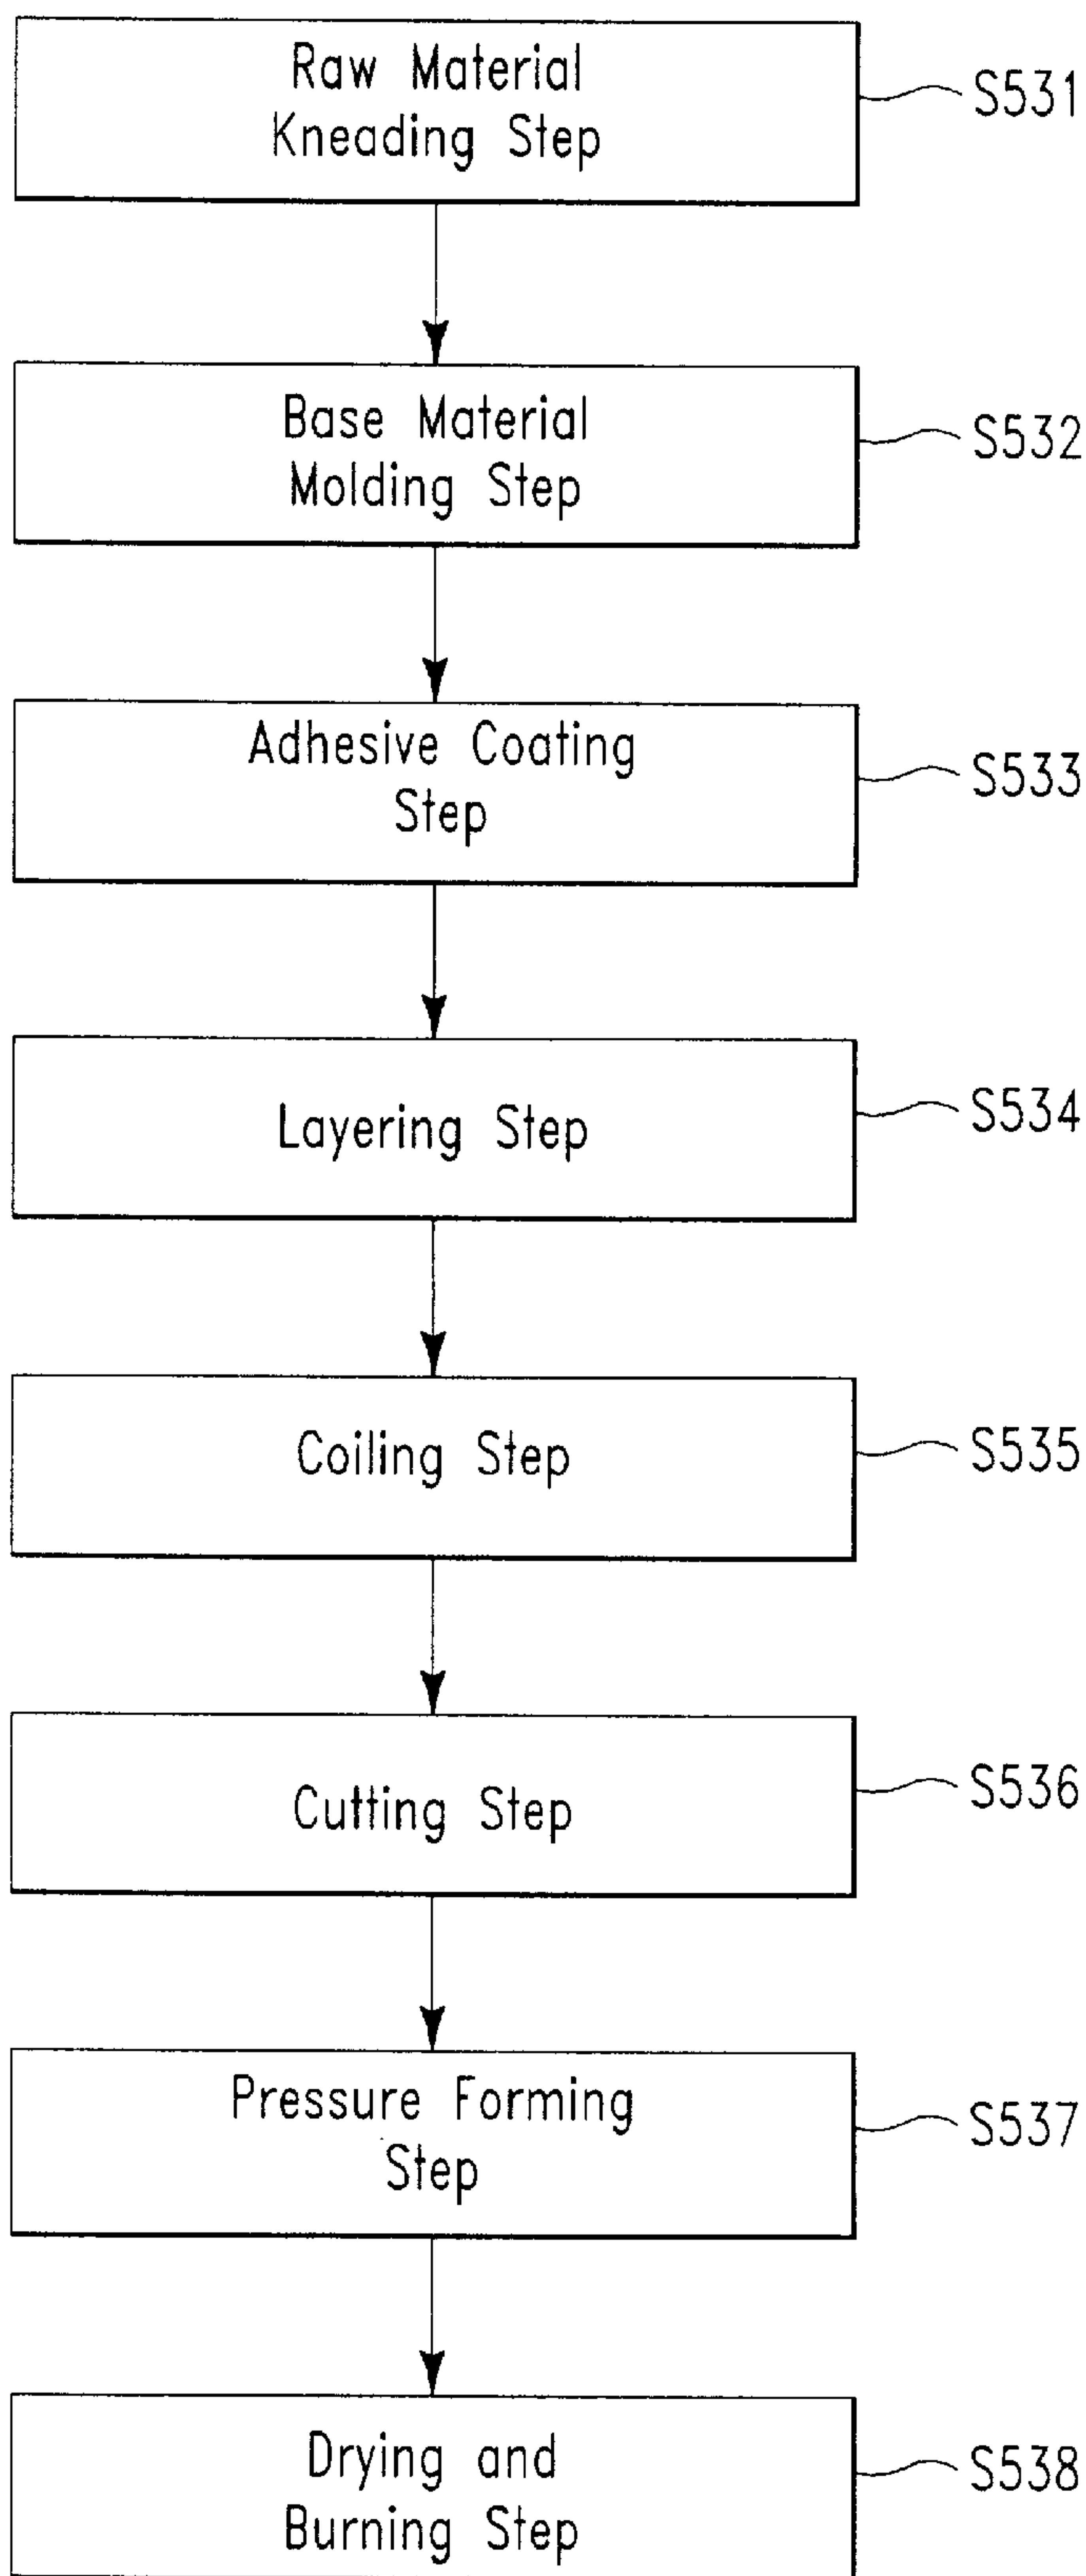 Raw Material
Kneading Step
S531
Base Material
Molding Step
S532
Adhesive Coating
Step
S533
Layering Step
S534
Coiling Step
S535
Cutting Step
S536
Pressure Forming
Step
S537
Drying and
Burning Step
S538